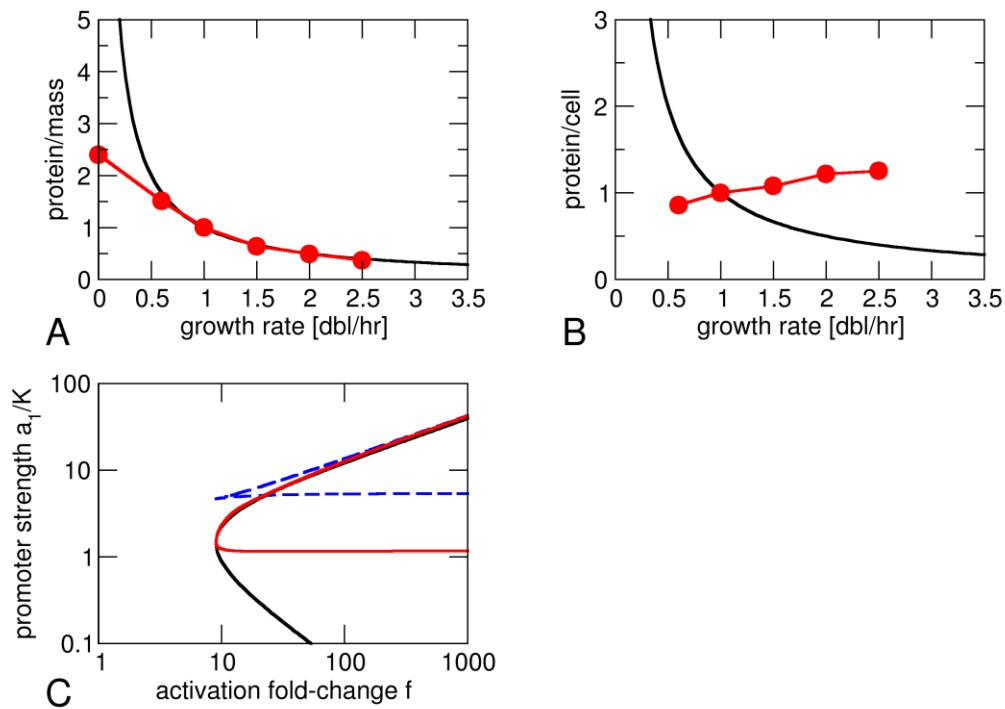 5
4
3
2
1
0
protein/mass
0 0.5 1 1.5 2 2.5 3 3.5
growth rate [dbl/hr]
A
3
2
1
0
protein/cell
0 0.5 1 1.5 2 2.5 3 3.5
growth rate [dbl/hr]
B
100
10
1
0.1
promoter strength a1/K
1 10 100 1000
activation fold-change f
C